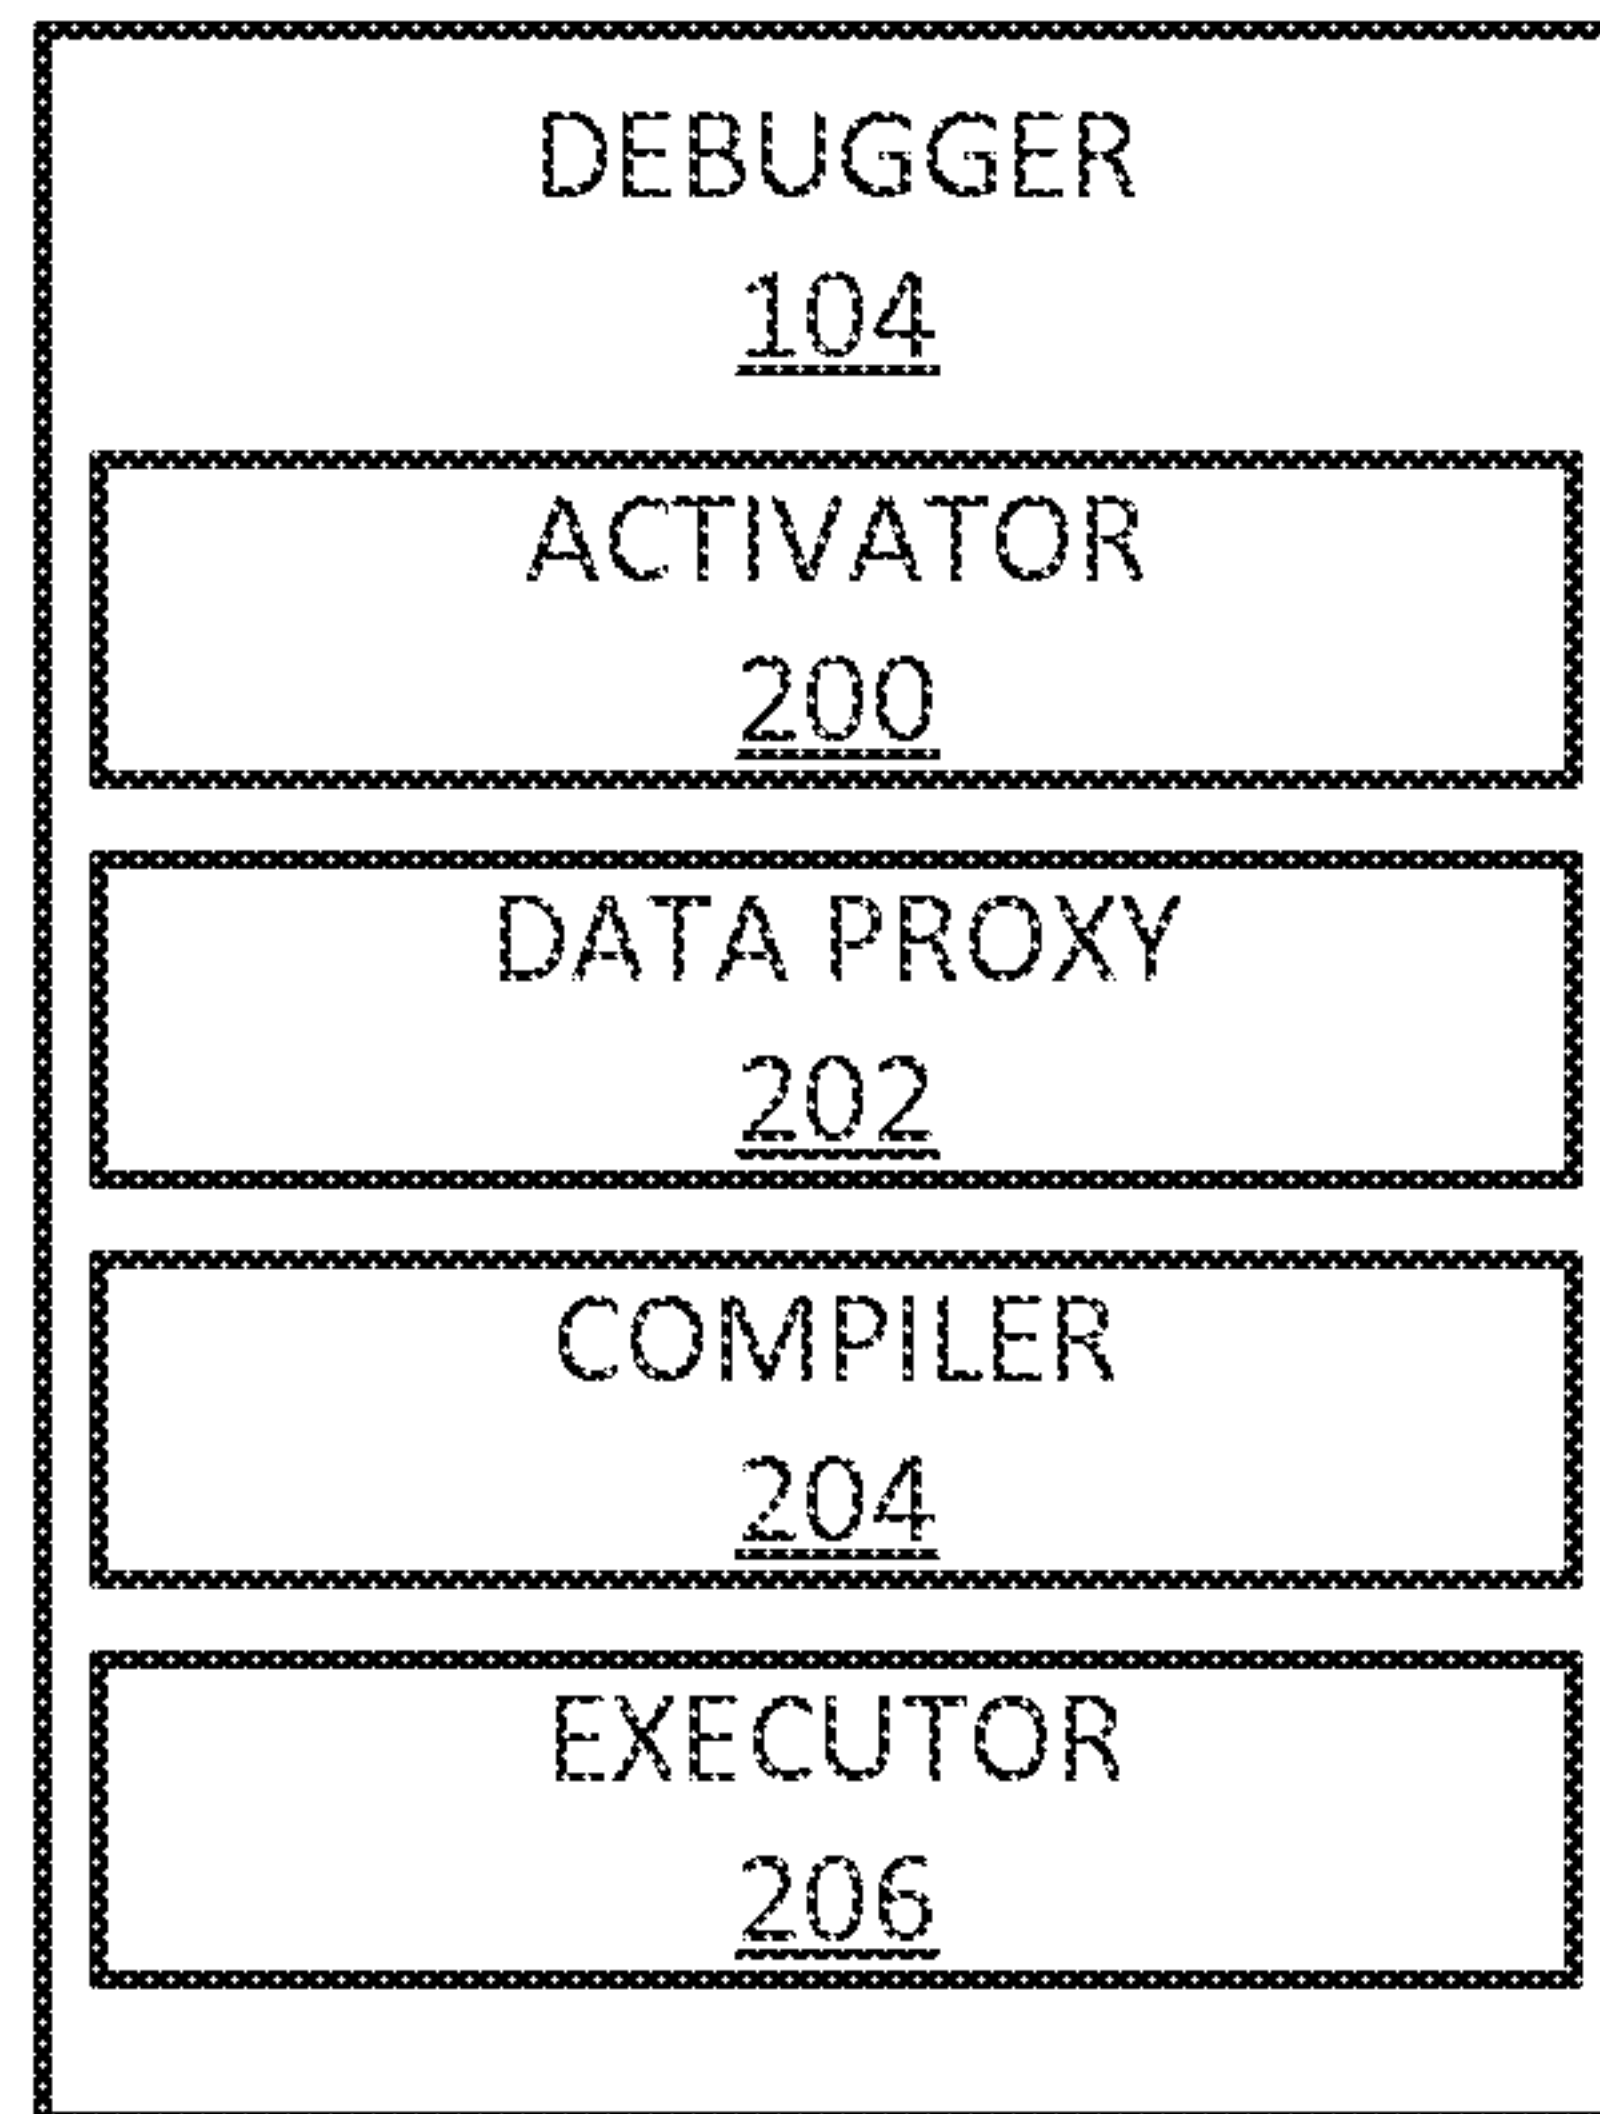 DEBUGGER
104
ACTIVATOR
200
DATA PROXY
202
COMPILER
204
EXECUTOR
206